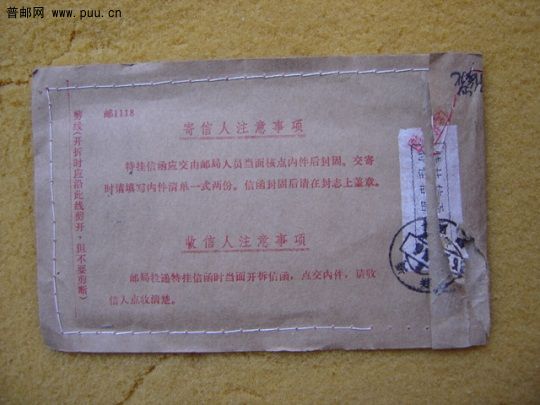 普邮网
www.puu.cn
邮1118
剪线(开拆时应沿此线剪开,但不要剪断)
寄信人注意事项
特挂信函应交由邮局人员当面核点内件后封固。交寄
时请填写内件清单一式两份。信函封固后请在封志上盖章。
收信人注意事项
邮局投递特挂信函时当面开拆信函,点交内件,请收
信人点收清楚。